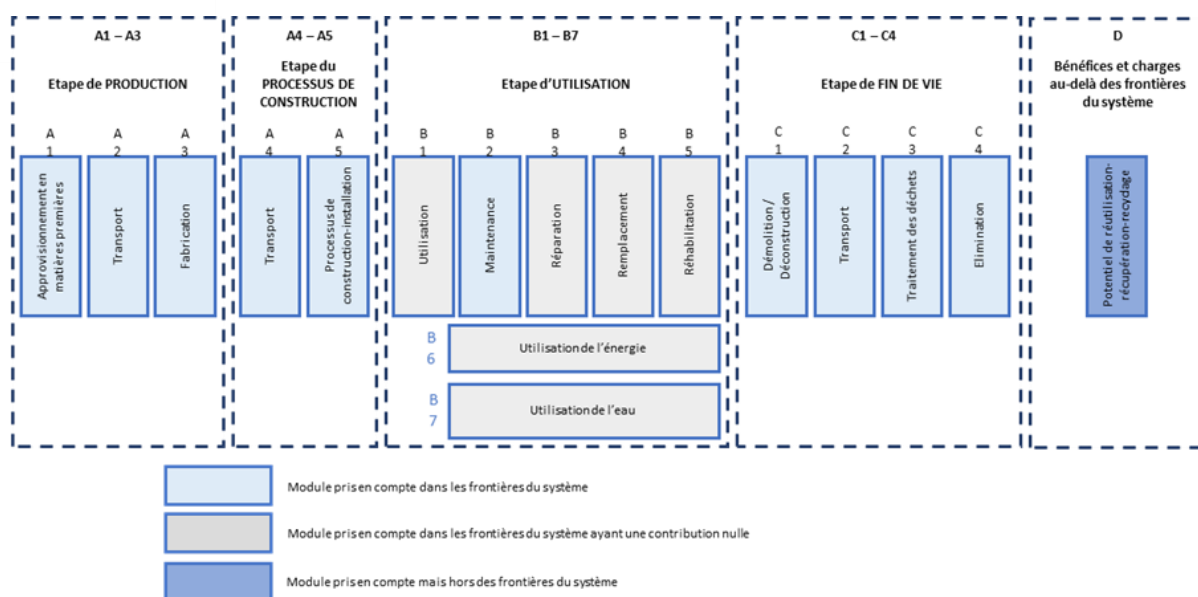 A1 – A3
Etape de PRODUCTION
A
1
A
2
A
3
Approvisionnement en
matières premières
Transport
Fabrication
A4 – A5
Etape du
PROCESSUS DE
CONSTRUCTION
A
4
A
5
Transport
Processus de
construction-installation
B1 – B7
Etape d'UTILISATION
B
1
B
2
B
3
B
4
B
5
Utilisation
Maintenance
Réparation
Remplacement
Réhabilitation
B
6
Utilisation de l'énergie
B
7
Utilisation de l'eau
C1 – C4
Etape de FIN DE VIE
C
1
C
2
C
3
C
4
Démolition /
Déconstruction
Transport
Traitement des déchets
Elimination
D
Bénéfices et charges
au-delà des frontières
du système
Potentiel de réutilisation-
récupération-recyclage
Module pris en compte dans les frontières du système
Module pris en compte dans les frontières du système ayant une contribution nulle
Module pris en compte mais hors des frontières du système